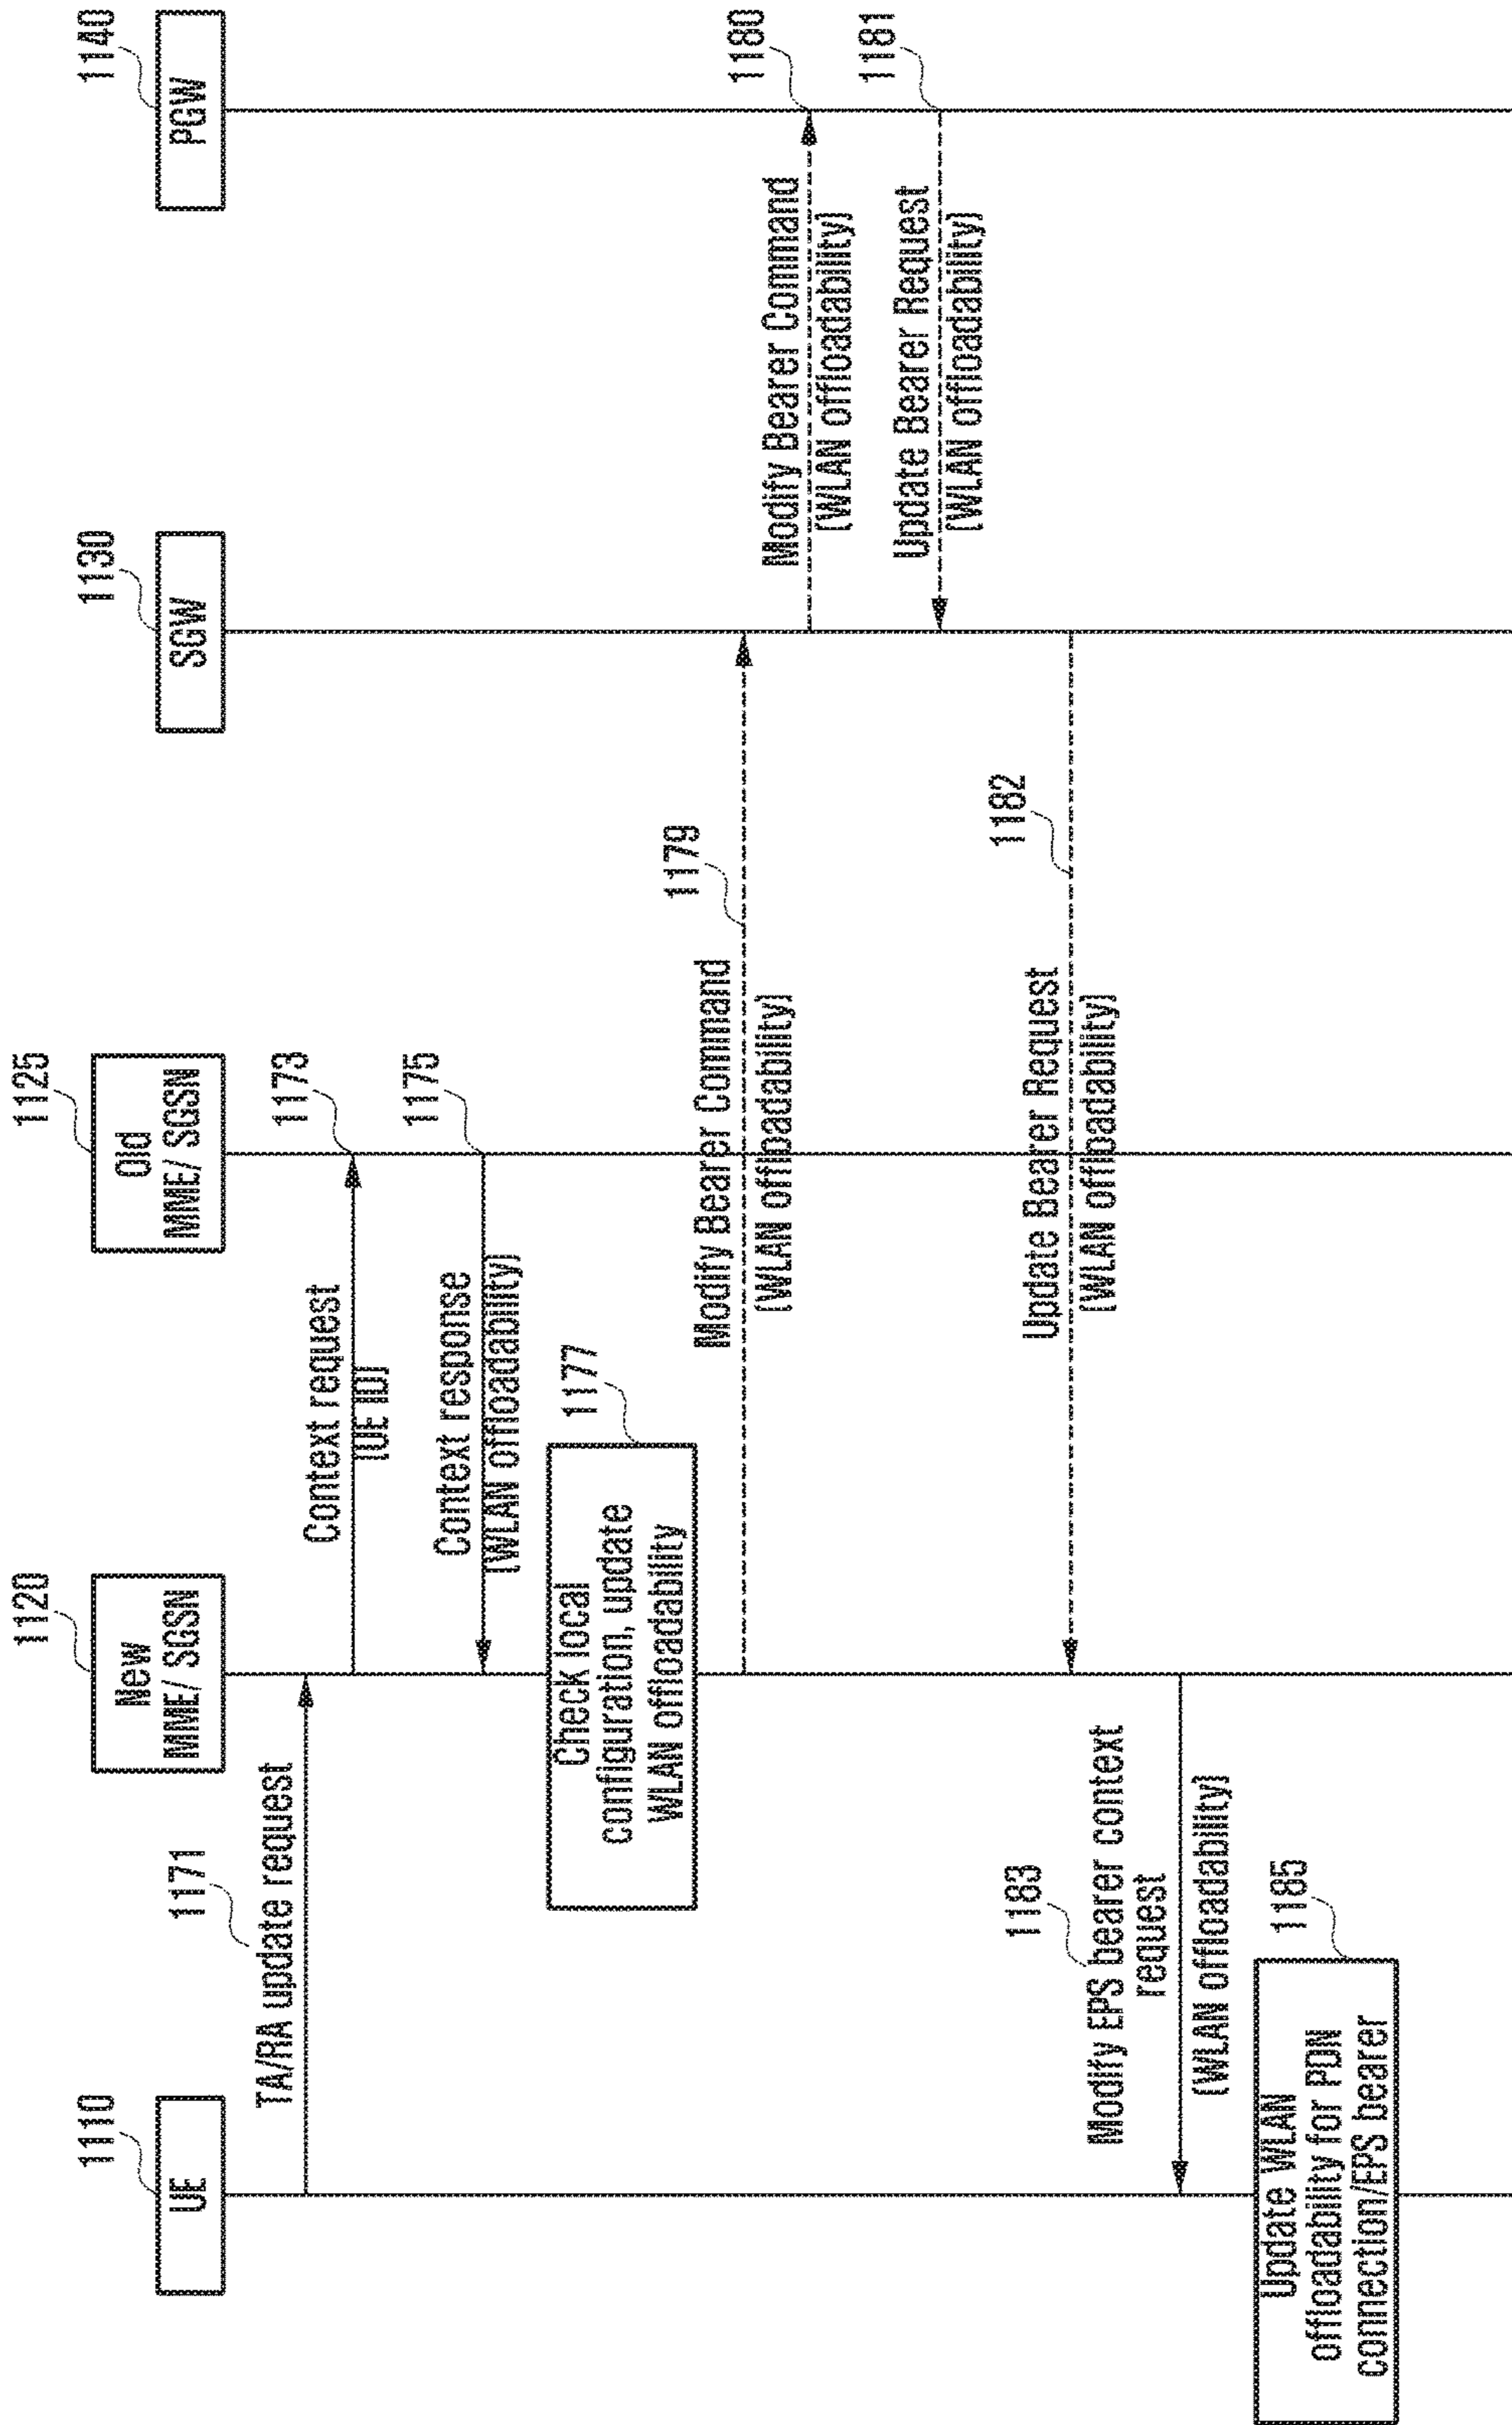 1110
UE
1120
New
MME/ SGSN
1125
Old
MME/ SGSN
1130
SGW
1140
PGW
1171
TA/RA update request
Context request
(UE ID)
1173
Context response
(WLAN offloadability)
1175
1177
Check local
configuration, update
WLAN offloadability
Modify Bearer Command
(WLAN offloadability)
1179
Modify Bearer Command
(WLAN offloadability)
1180
Update Bearer Request
(WLAN offloadability)
1181
Update Bearer Request
(WLAN offloadability)
1182
1183
Modify EPS bearer context
request
(WLAN offloadability)
1185
Update WLAN
offloadability for PDN
connection/EPS bearer